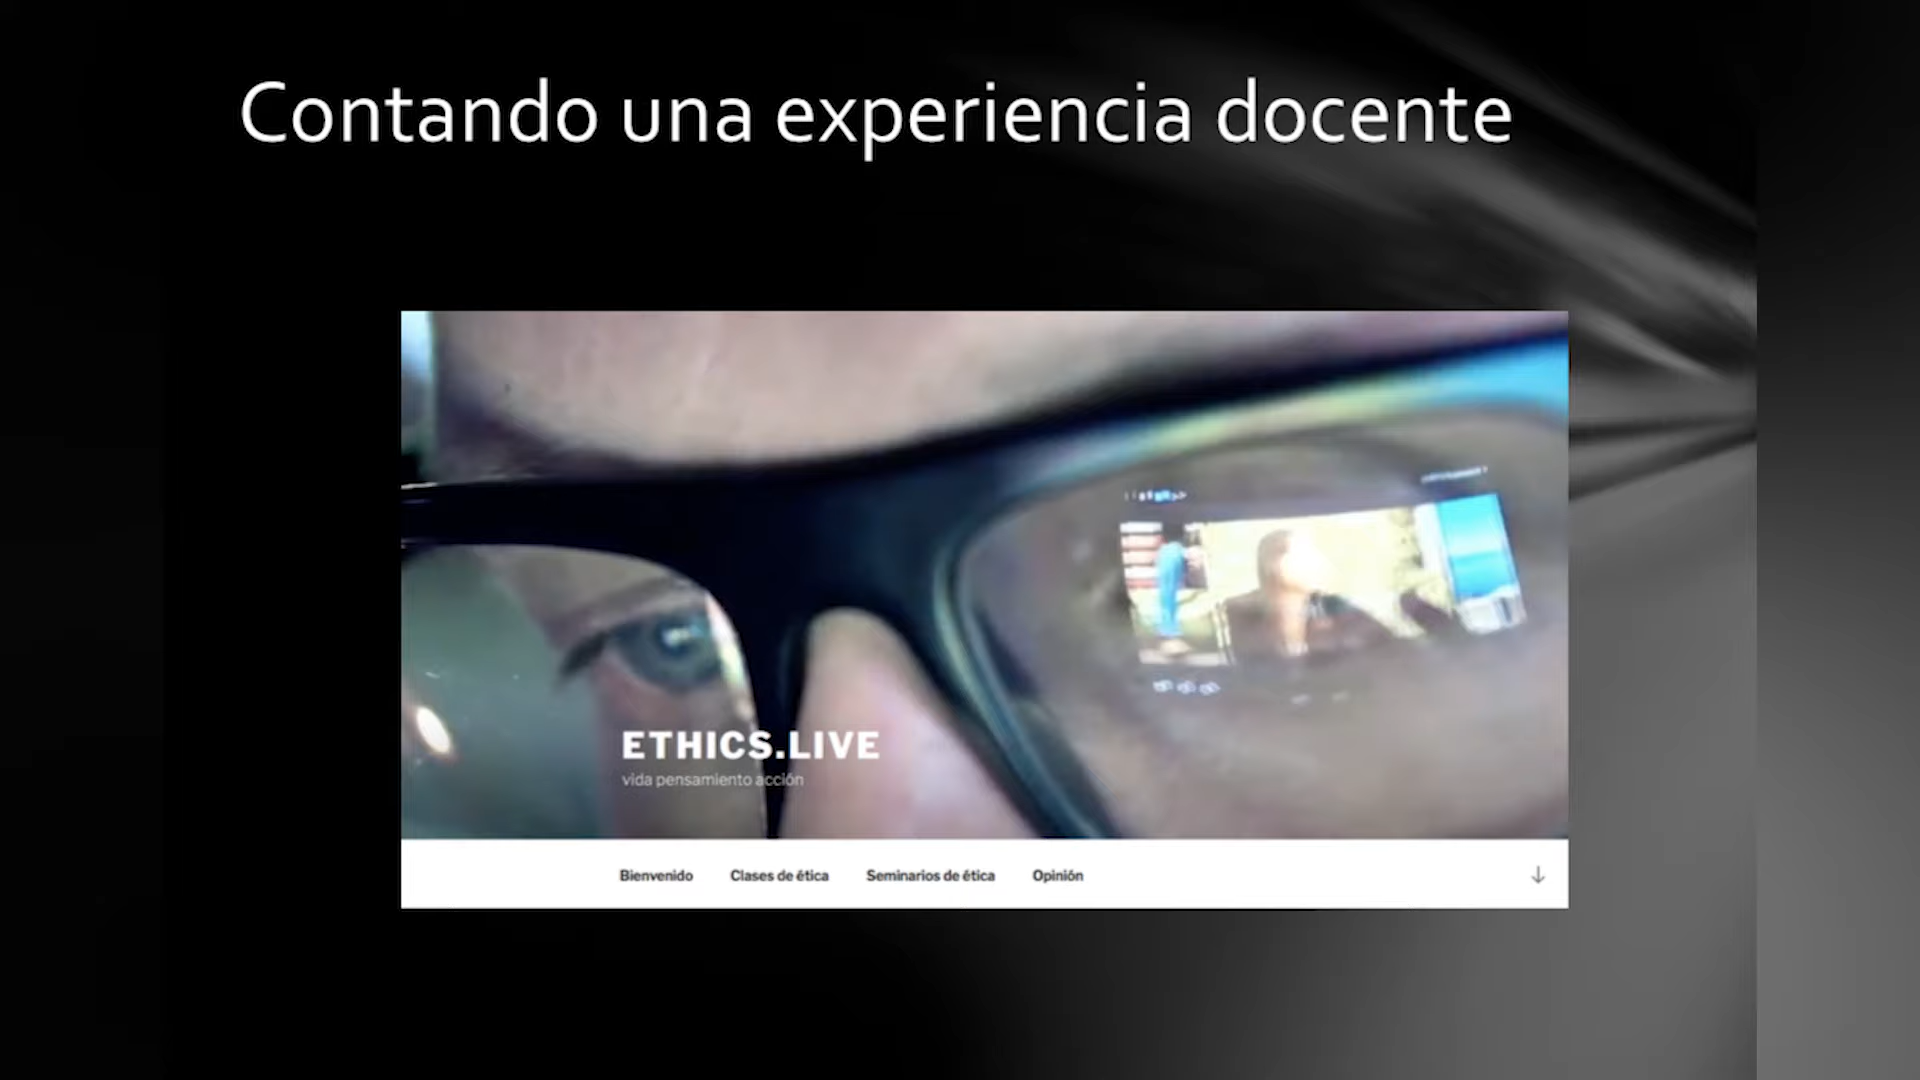 Contando una experiencia docente
ETHICS.LIVE
vida pensamiento acción
Bienvenido Clases de ética Seminarios de ética Opinión